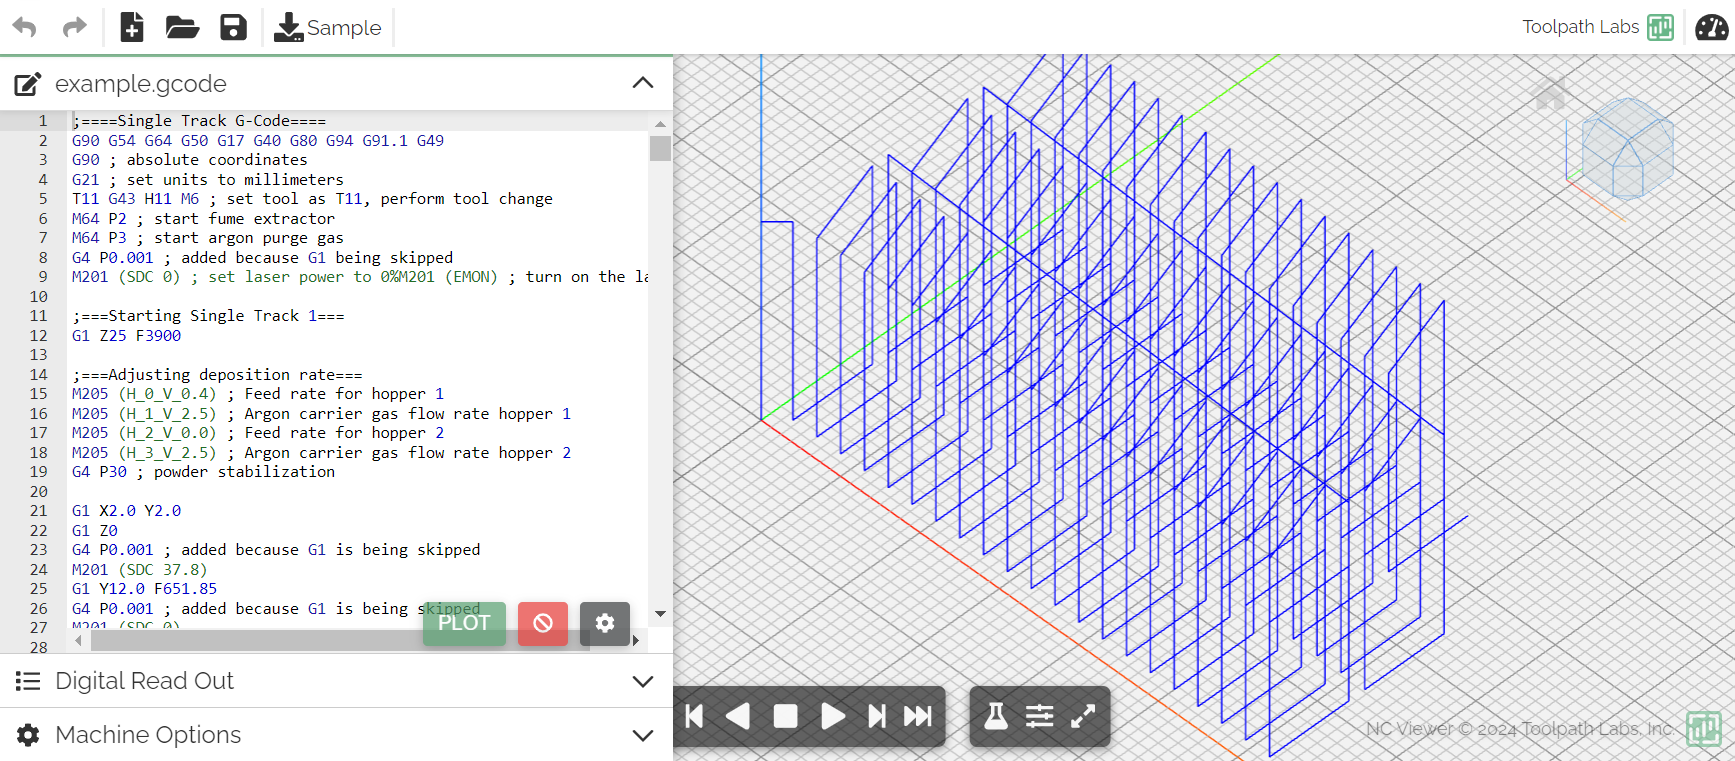 Sample
Toolpath Labs
example.gcode
1 ;====Single Track G-Code====
2 G90 G54 G64 G50 G17 G40 G80 G94 G91.1 G49
3 G90 ; absolute coordinates
4 G21 ; set units to millimeters
5 T11 G43 H11 M6 ; set tool as T11, perform tool change
6 M64 P2 ; start fume extractor
7 M64 P3 ; start argon purge gas
8 G4 P0.001 ; added because G1 being skipped
9 M201 (SDC 0) ; set laser power to 0%M201 (EMON) ; turn on the la
10
11 ;===Starting Single Track 1===
12 G1 Z25 F3900
13
14 ;===Adjusting deposition rate===
15 M205 (H_0_V_0.4) ; Feed rate for hopper 1
16 M205 (H_1_V_2.5) ; Argon carrier gas flow rate hopper 1
17 M205 (H_2_V_0.0) ; Feed rate for hopper 2
18 M205 (H_3_V_2.5) ; Argon carrier gas flow rate hopper 2
19 G4 P30 ; powder stabilization
20
21 G1 X2.0 Y2.0
22 G1 Z0
23 G4 P0.001 ; added because G1 is being skipped
24 M201 (SDC 37.8)
25 G1 Y12.0 F651.85
26 G4 P0.001 ; added because G1 is being skipped
27 M201 (SDC 0)
28
PLOT
Digital Read Out
Machine Options
NC Viewer © 2024 Toolpath Labs, Inc.